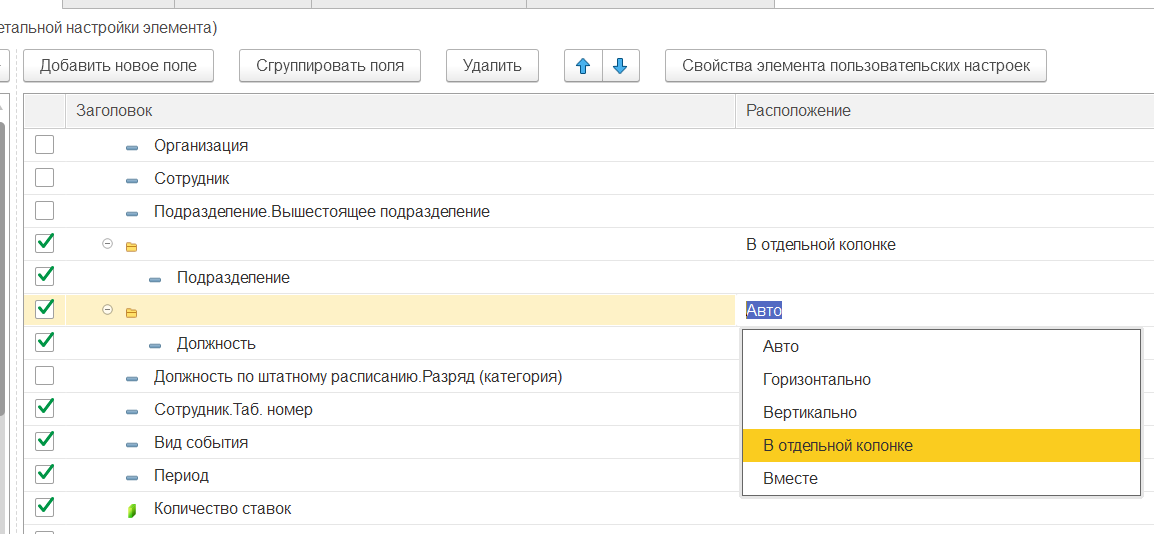 етальной настройки элемента)
Добавить новое поле Сгруппировать поля Удалить Свойства элемента пользовательских настроек
Заголовок Расположение
Организация
Сотрудник
Подразделение.Вышестоящее подразделение
В отдельной колонке
Подразделение
Авто
Должность
Авто
Должность по штатному расписанию.Разряд (категория)
Горизонтально
Сотрудник.Таб. номер
Вертикально
Вид события
В отдельной колонке
Период
Вместе
Количество ставок